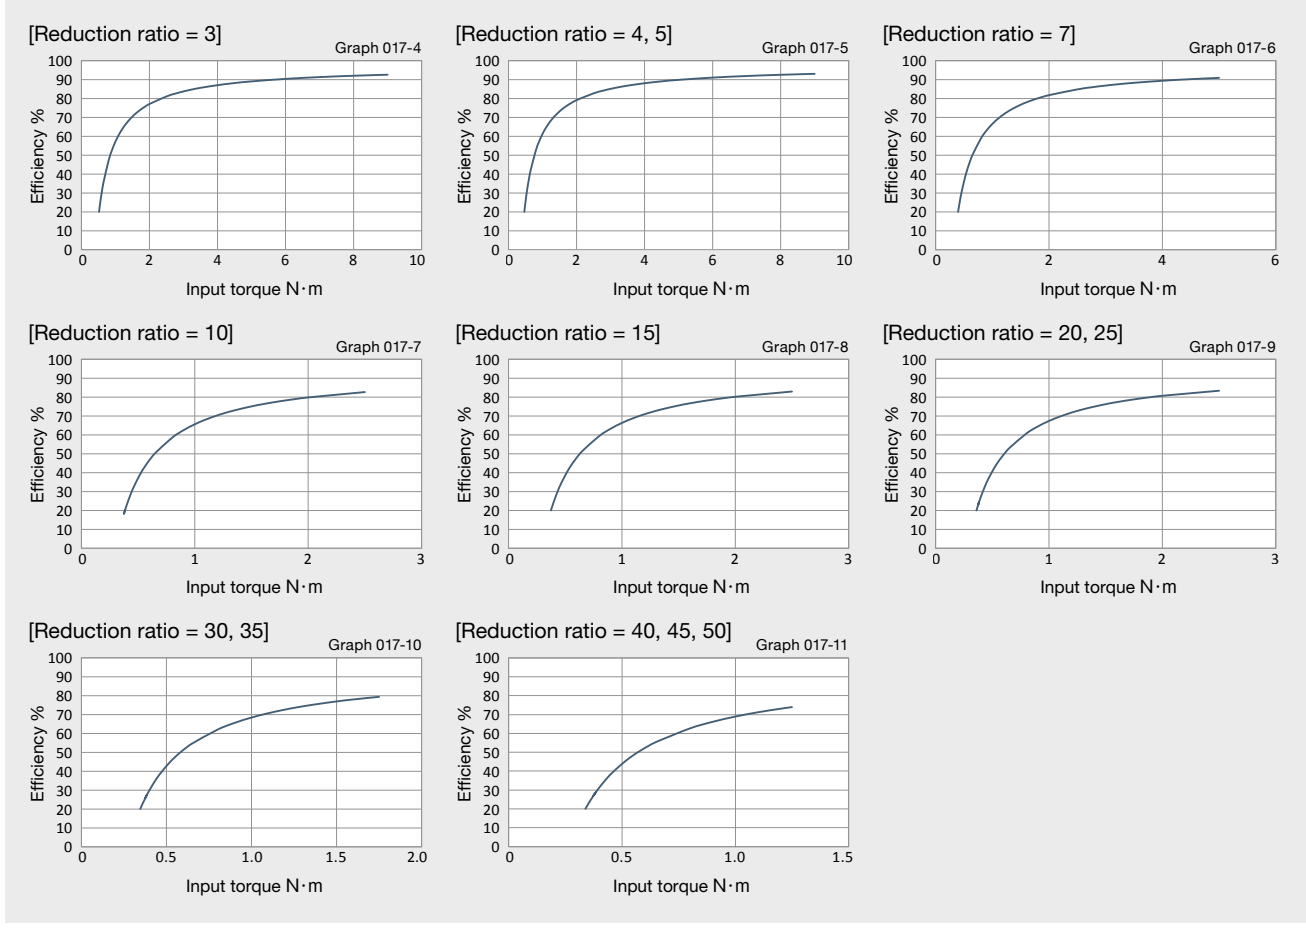 [Reduction ratio = 3]
Graph 017-4
100
90
80
70
60
50
40
30
20
10
0
Efficiency %
0 2 4 6 8 10
Input torque N·m
[Reduction ratio = 4, 5]
Graph 017-5
100
90
80
70
60
50
40
30
20
10
0
Efficiency %
0 2 4 6 8 10
Input torque N·m
[Reduction ratio = 7]
Graph 017-6
100
90
80
70
60
50
40
30
20
10
0
Efficiency %
0 2 4 6
Input torque N·m
[Reduction ratio = 10]
Graph 017-7
100
90
80
70
60
50
40
30
20
10
0
Efficiency %
0 1 2 3
Input torque N·m
[Reduction ratio = 15]
Graph 017-8
100
90
80
70
60
50
40
30
20
10
0
Efficiency %
0 1 2 3
Input torque N·m
[Reduction ratio = 20, 25]
Graph 017-9
100
90
80
70
60
50
40
30
20
10
0
Efficiency %
0 1 2 3
Input torque N·m
[Reduction ratio = 30, 35]
Graph 017-10
100
90
80
70
60
50
40
30
20
10
0
Efficiency %
0 0.5 1.0 1.5 2.0
Input torque N·m
[Reduction ratio = 40, 45, 50]
Graph 017-11
100
90
80
70
60
50
40
30
20
10
0
Efficiency %
0 0.5 1.0 1.5
Input torque N·m